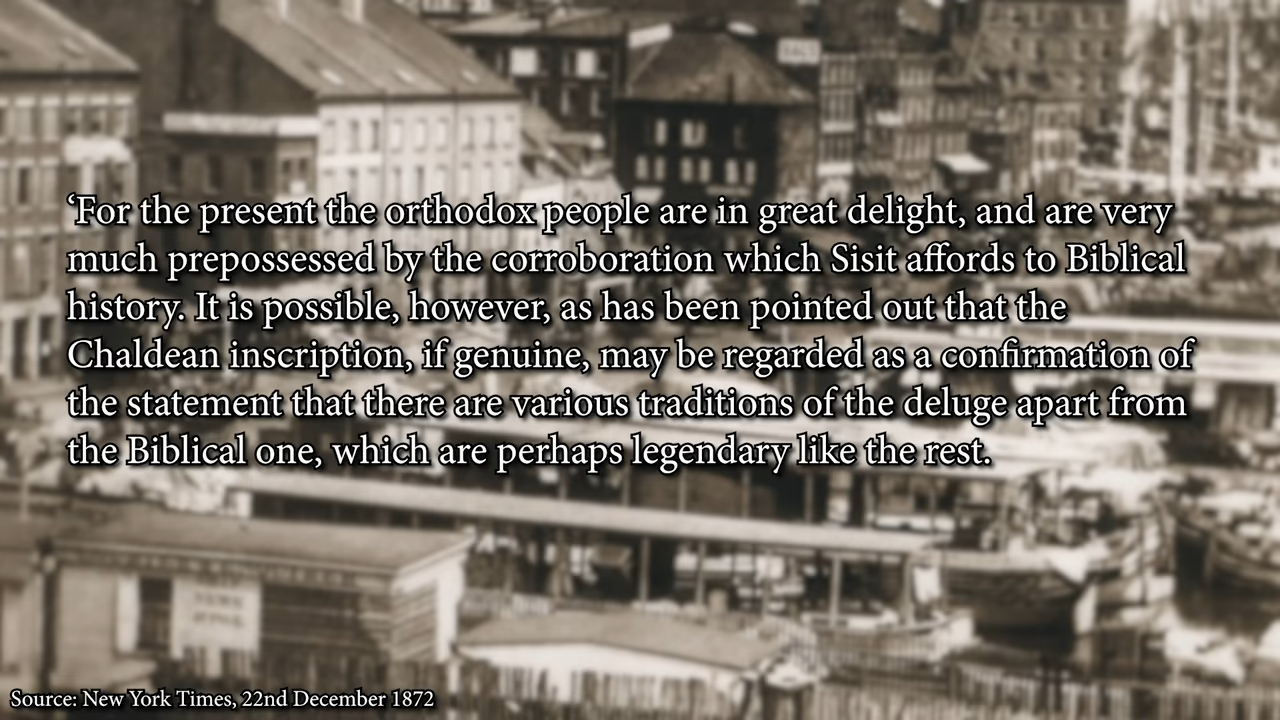 ‘For the present the orthodox people are in great delight, and are very
much prepossessed by the corroboration which Sisit affords to Biblical
history. It is possible, however, as has been pointed out that the
Chaldean inscription, if genuine, may be regarded as a confirmation of
the statement that there are various traditions of the deluge apart from
the Biblical one, which are perhaps legendary like the rest.
Source: New York Times, 22nd December 1872